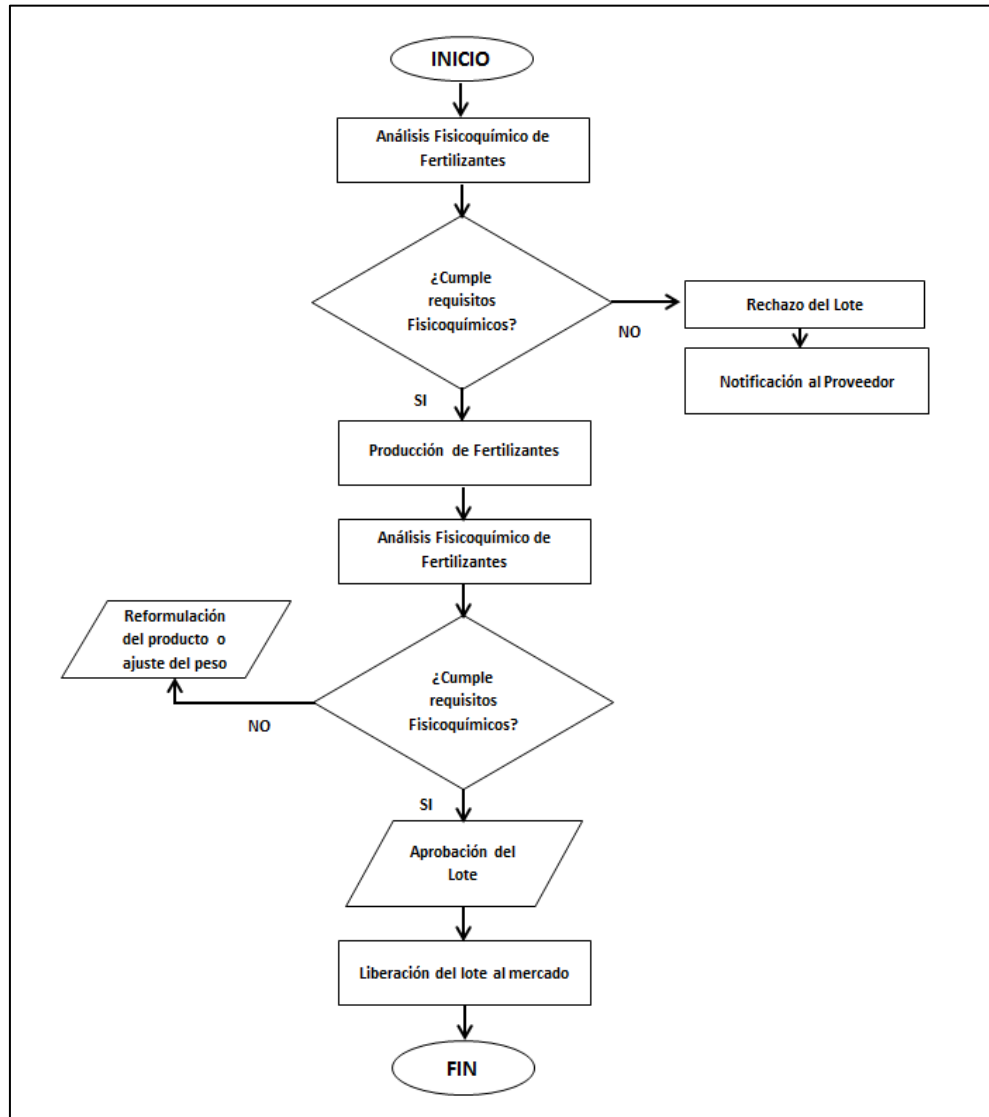 INICIO
Análisis Fisicoquímico de
Fertilizantes
¿Cumple
requisitos
Fisicoquímicos?
NO
Rechazo del Lote
Notificación al Proveedor
SI
Producción de Fertilizantes
Análisis Fisicoquímico de
Fertilizantes
¿Cumple
requisitos
Fisicoquímicos?
NO
Reformulación
del producto o
ajuste del peso
SI
Aprobación del
Lote
Liberación del lote al mercado
FIN